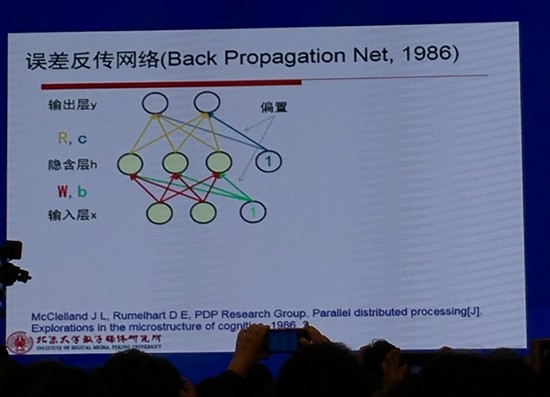 误差反传网络(Back Propagation Net, 1986)
输出层y
偏置
R, c
隐含层h
1
W, b
输入层x
1
McClelland J L, Rumelhart D E, PDP Research Group. Parallel distributed processing[J].
Explorations in the microstructure of 1986
北京大学数字媒体研究所
INSTITUTE OF DIGITAL MEDIA, PEKING UNIVERSITY